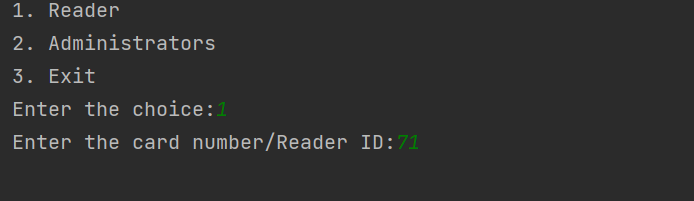 1. Reader
2. Administrators
3. Exit
Enter the choice:1
Enter the card number/Reader ID:71